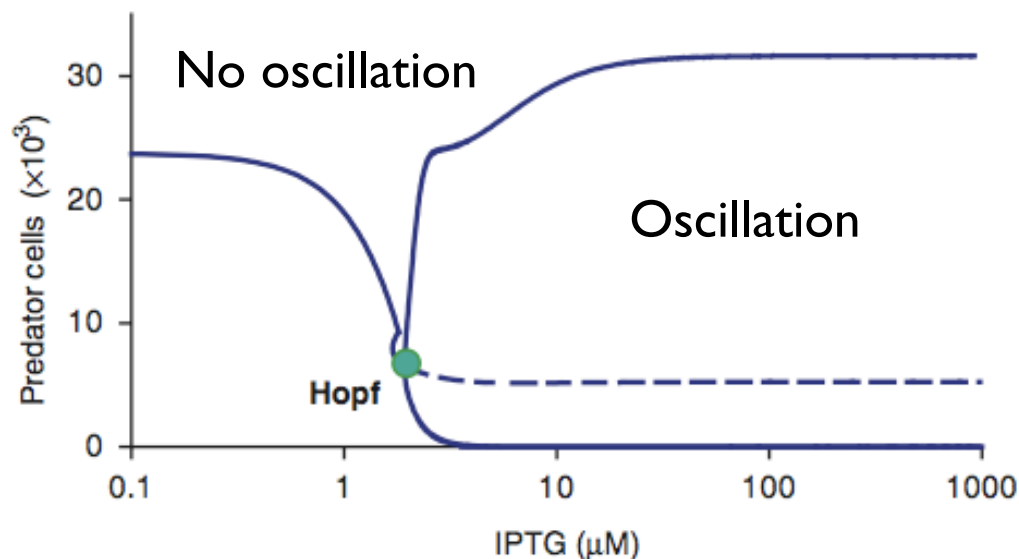 No oscillation
Oscillation
Hopf
Predator cells (×10³)
30
20
10
0
0.1 1 10 100 1000
IPTG (μM)